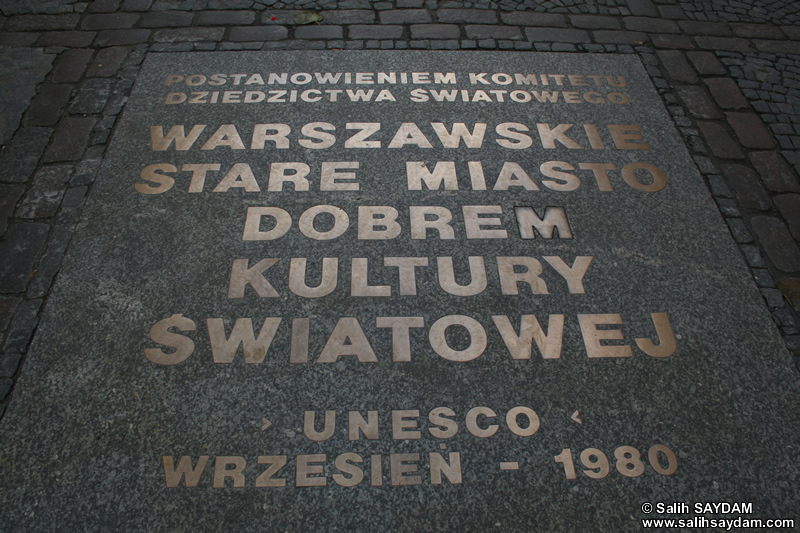 POSTANOWIENIEM KOMITETU
DZIEDZICTWA ŚWIATOWEGO
WARSZAWSKIE
STARE MIASTO
DOBREM
KULTURY
ŚWIATOWEJ
› UNESCO ‹
WRZESIEŃ - 1980
© Salih SAYDAM
www.salihsaydam.com